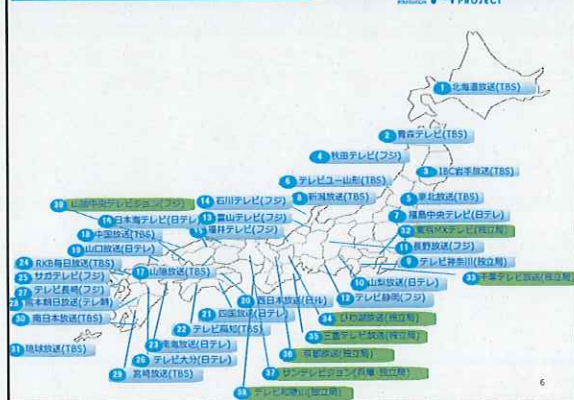 PROJECT
1 北海道放送(TBS)
2 青森テレビ(TBS)
4 秋田テレビ(フジ)
3 IBC岩手放送(TBS)
6 テレビユー山形(TBS)
39 山陰中央テレビジョン(フジ)
14 石川テレビ(フジ)
8 新潟放送(TBS)
5 東北放送(TBS)
日本海テレビ(日テレ)
13 富山テレビ(フジ)
7 福島中央テレビ(日テレ)
18 中国放送(TBS)
福井テレビ(フジ)
32 東京MXテレビ(独立局)
19 山口放送(日テレ)
11 長野放送(フジ)
24 RKB毎日放送(TBS)
17 山陽放送(TBS)
9 テレビ神奈川(独立局)
25 サガテレビ(フジ)
33 千葉テレビ放送(独立局)
27 テレビ長崎(フジ)
10 山梨放送(日テレ)
28 熊本朝日放送(テレ朝)
20 西日本放送(日テレ)
12 テレビ静岡(フジ)
30 南日本放送(TBS)
21 四国放送(日テレ)
34 びわ湖放送(独立局)
22 テレビ高知(TBS)
35 三重テレビ放送(独立局)
31 琉球放送(TBS)
23 南海放送(日テレ)
36 京都放送(独立局)
26 テレビ大分(日テレ)
29 宮崎放送(TBS)
37 サンテレビジョン(兵庫・独立局)
38 テレビ和歌山(独立局)
6